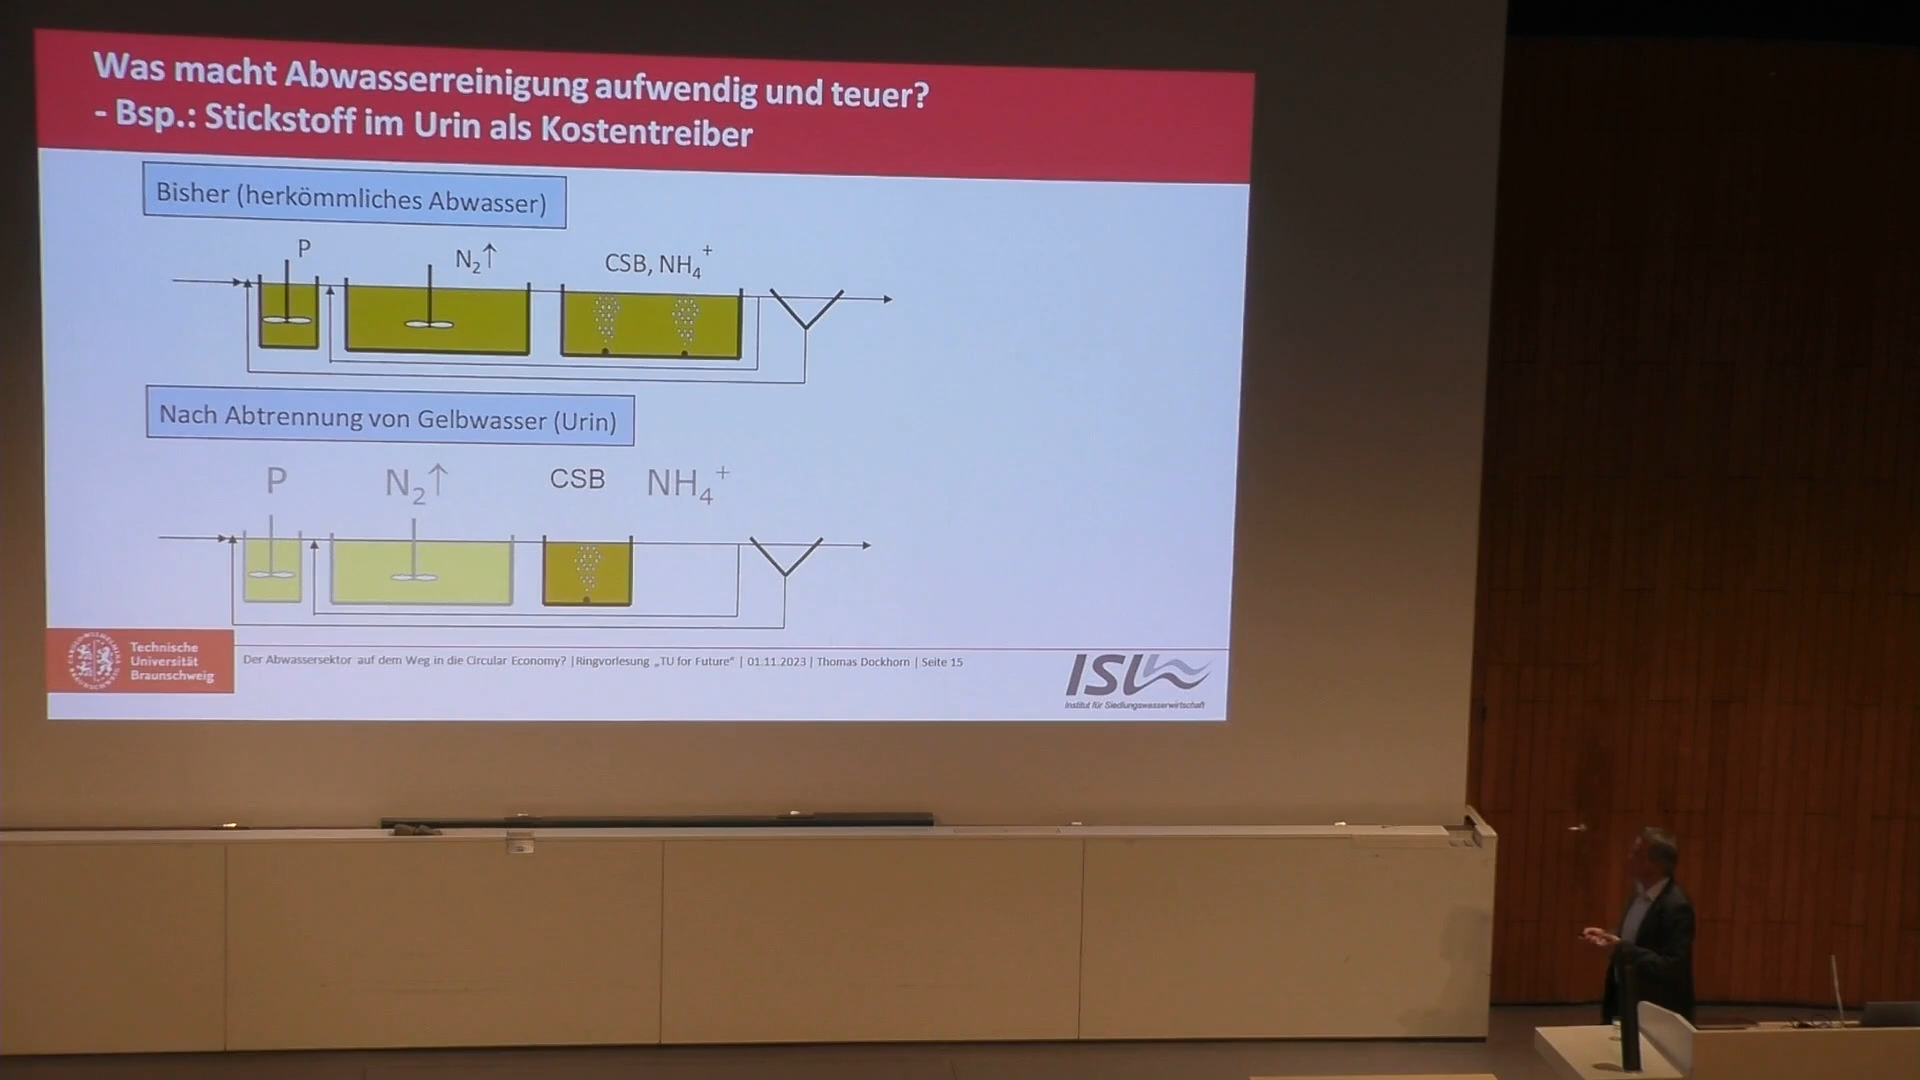 Was macht Abwasserreinigung aufwendig und teuer?
- Bsp.: Stickstoff im Urin als Kostentreiber
Bisher (herkömmliches Abwasser)
P N₂↑ CSB, NH₄⁺
Nach Abtrennung von Gelbwasser (Urin)
P N₂↑ CSB NH₄⁺
Technische
Universität
Braunschweig
Der Abwassersektor auf dem Weg in die Circular Economy? |Ringvorlesung „TU for Future“ | 01.11.2023 | Thomas Dockhorn | Seite 15
ISW
Institut für Siedlungswasserwirtschaft